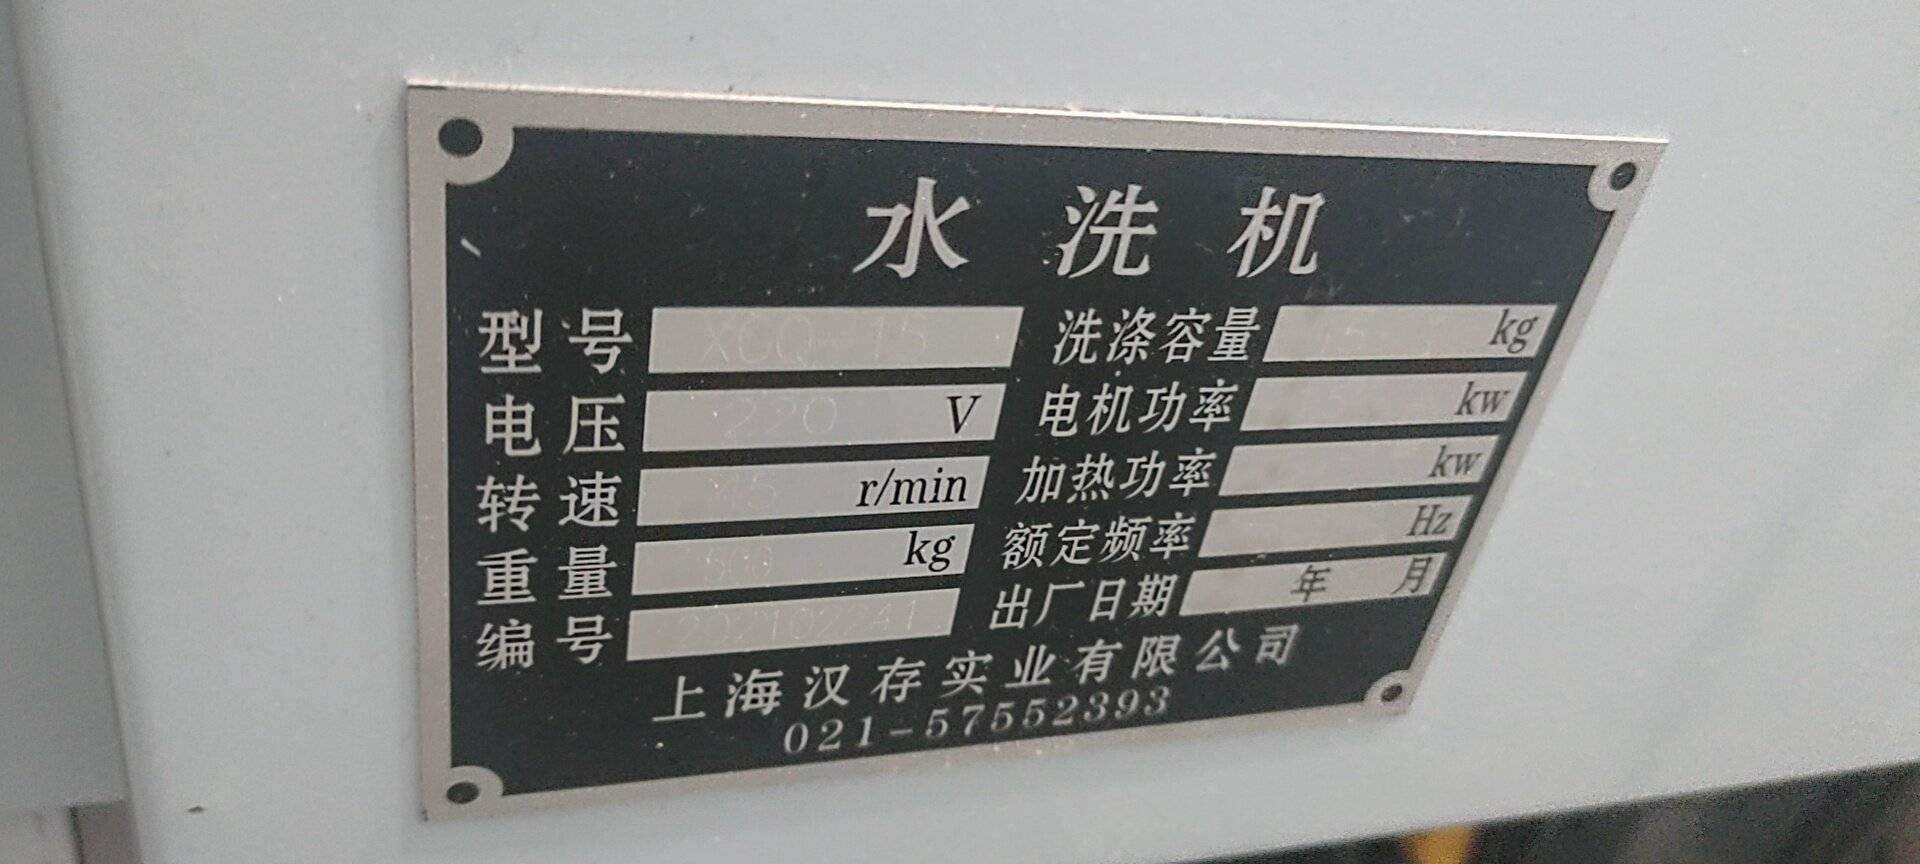 水洗机
型号 XGQ-15 洗涤容量 15 kg
电压 220 V 电机功率 kw
转速 45 r/min 加热功率 kw
重量 500 kg 额定频率 Hz
编号 202102241 出厂日期 年 月
上海汉存实业有限公司
021-57552393